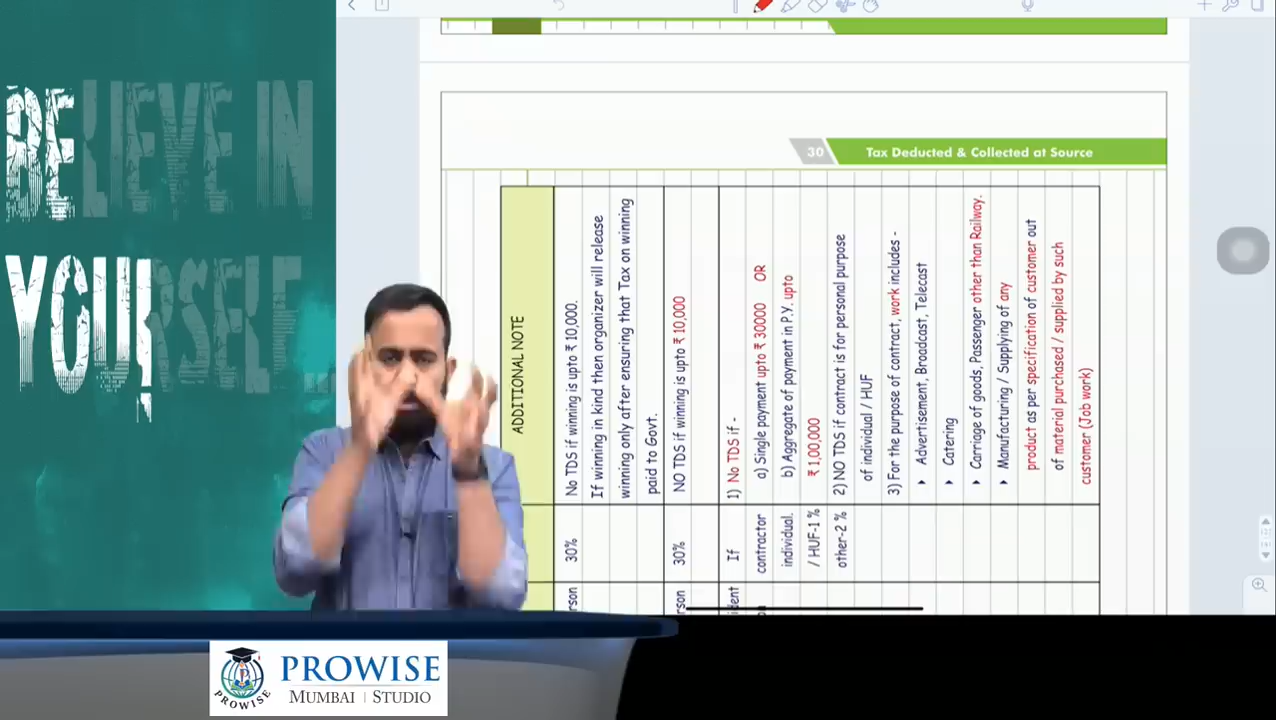 BELIEVE IN
YOURSELF...
30
Tax Deducted & Collected at Source
ADDITIONAL NOTE
30%
No TDS if winning is upto ₹ 10,000.
If winning in kind then organizer will release
winning only after ensuring that Tax on winning
paid to Govt.
30%
NO TDS if winning is upto ₹ 10,000
If
contractor
individual.
/ HUF-1 %
other-2 %
1) No TDS if -
a) Single payment upto ₹ 30000 OR
b) Aggregate of payment in P.Y. upto
₹ 1,00,000
2) NO TDS if contract is for personal purpose
of individual / HUF
3) For the purpose of contract, work includes -
‣ Advertisement, Broadcast, Telecast
‣ Catering
‣ Carriage of goods, Passenger other than Railway.
‣ Manufacturing / Supplying of any
product as per specification of customer out
of material purchased / supplied by such
customer (Job work)
PROWISE
PROWISE
MUMBAI | STUDIO